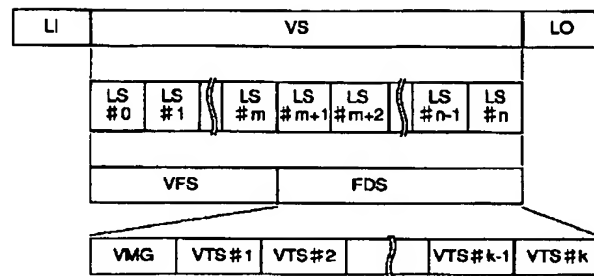 LI VS LO
LS LS LS LS LS LS LS
#0 #1 #m #m+1 #m+2 #n-1 #n
VFS FDS
VMG VTS#1 VTS#2 VTS#k-1 VTS#k